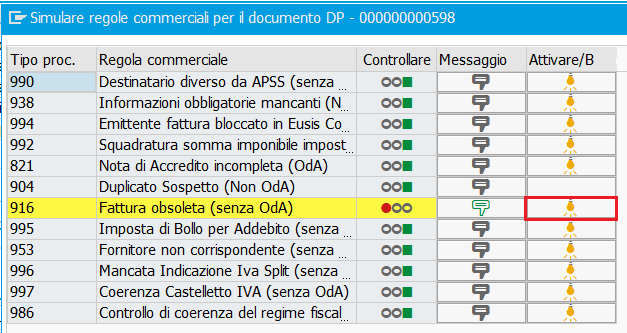 Simulare regole commerciali per il documento DP - 000000000598
Tipo proc. Regola commerciale Controllare Messaggio Attivare/B
990 Destinatario diverso da APSS (senza ...
938 Informazioni obbligatorie mancanti (N ...
994 Emittente fattura bloccato in Eusis Co...
992 Squadratura somma imponibile impost...
821 Nota di Accredito incompleta (OdA)
904 Duplicato Sospetto (Non OdA)
916 Fattura obsoleta (senza OdA)
995 Imposta di Bollo per Addebito (senza ...
953 Fornitore non corrispondente (senza ...
996 Mancata Indicazione Iva Split (senza ...
997 Coerenza Castelletto IVA (senza OdA)
986 Controllo di coerenza del regime fiscal...